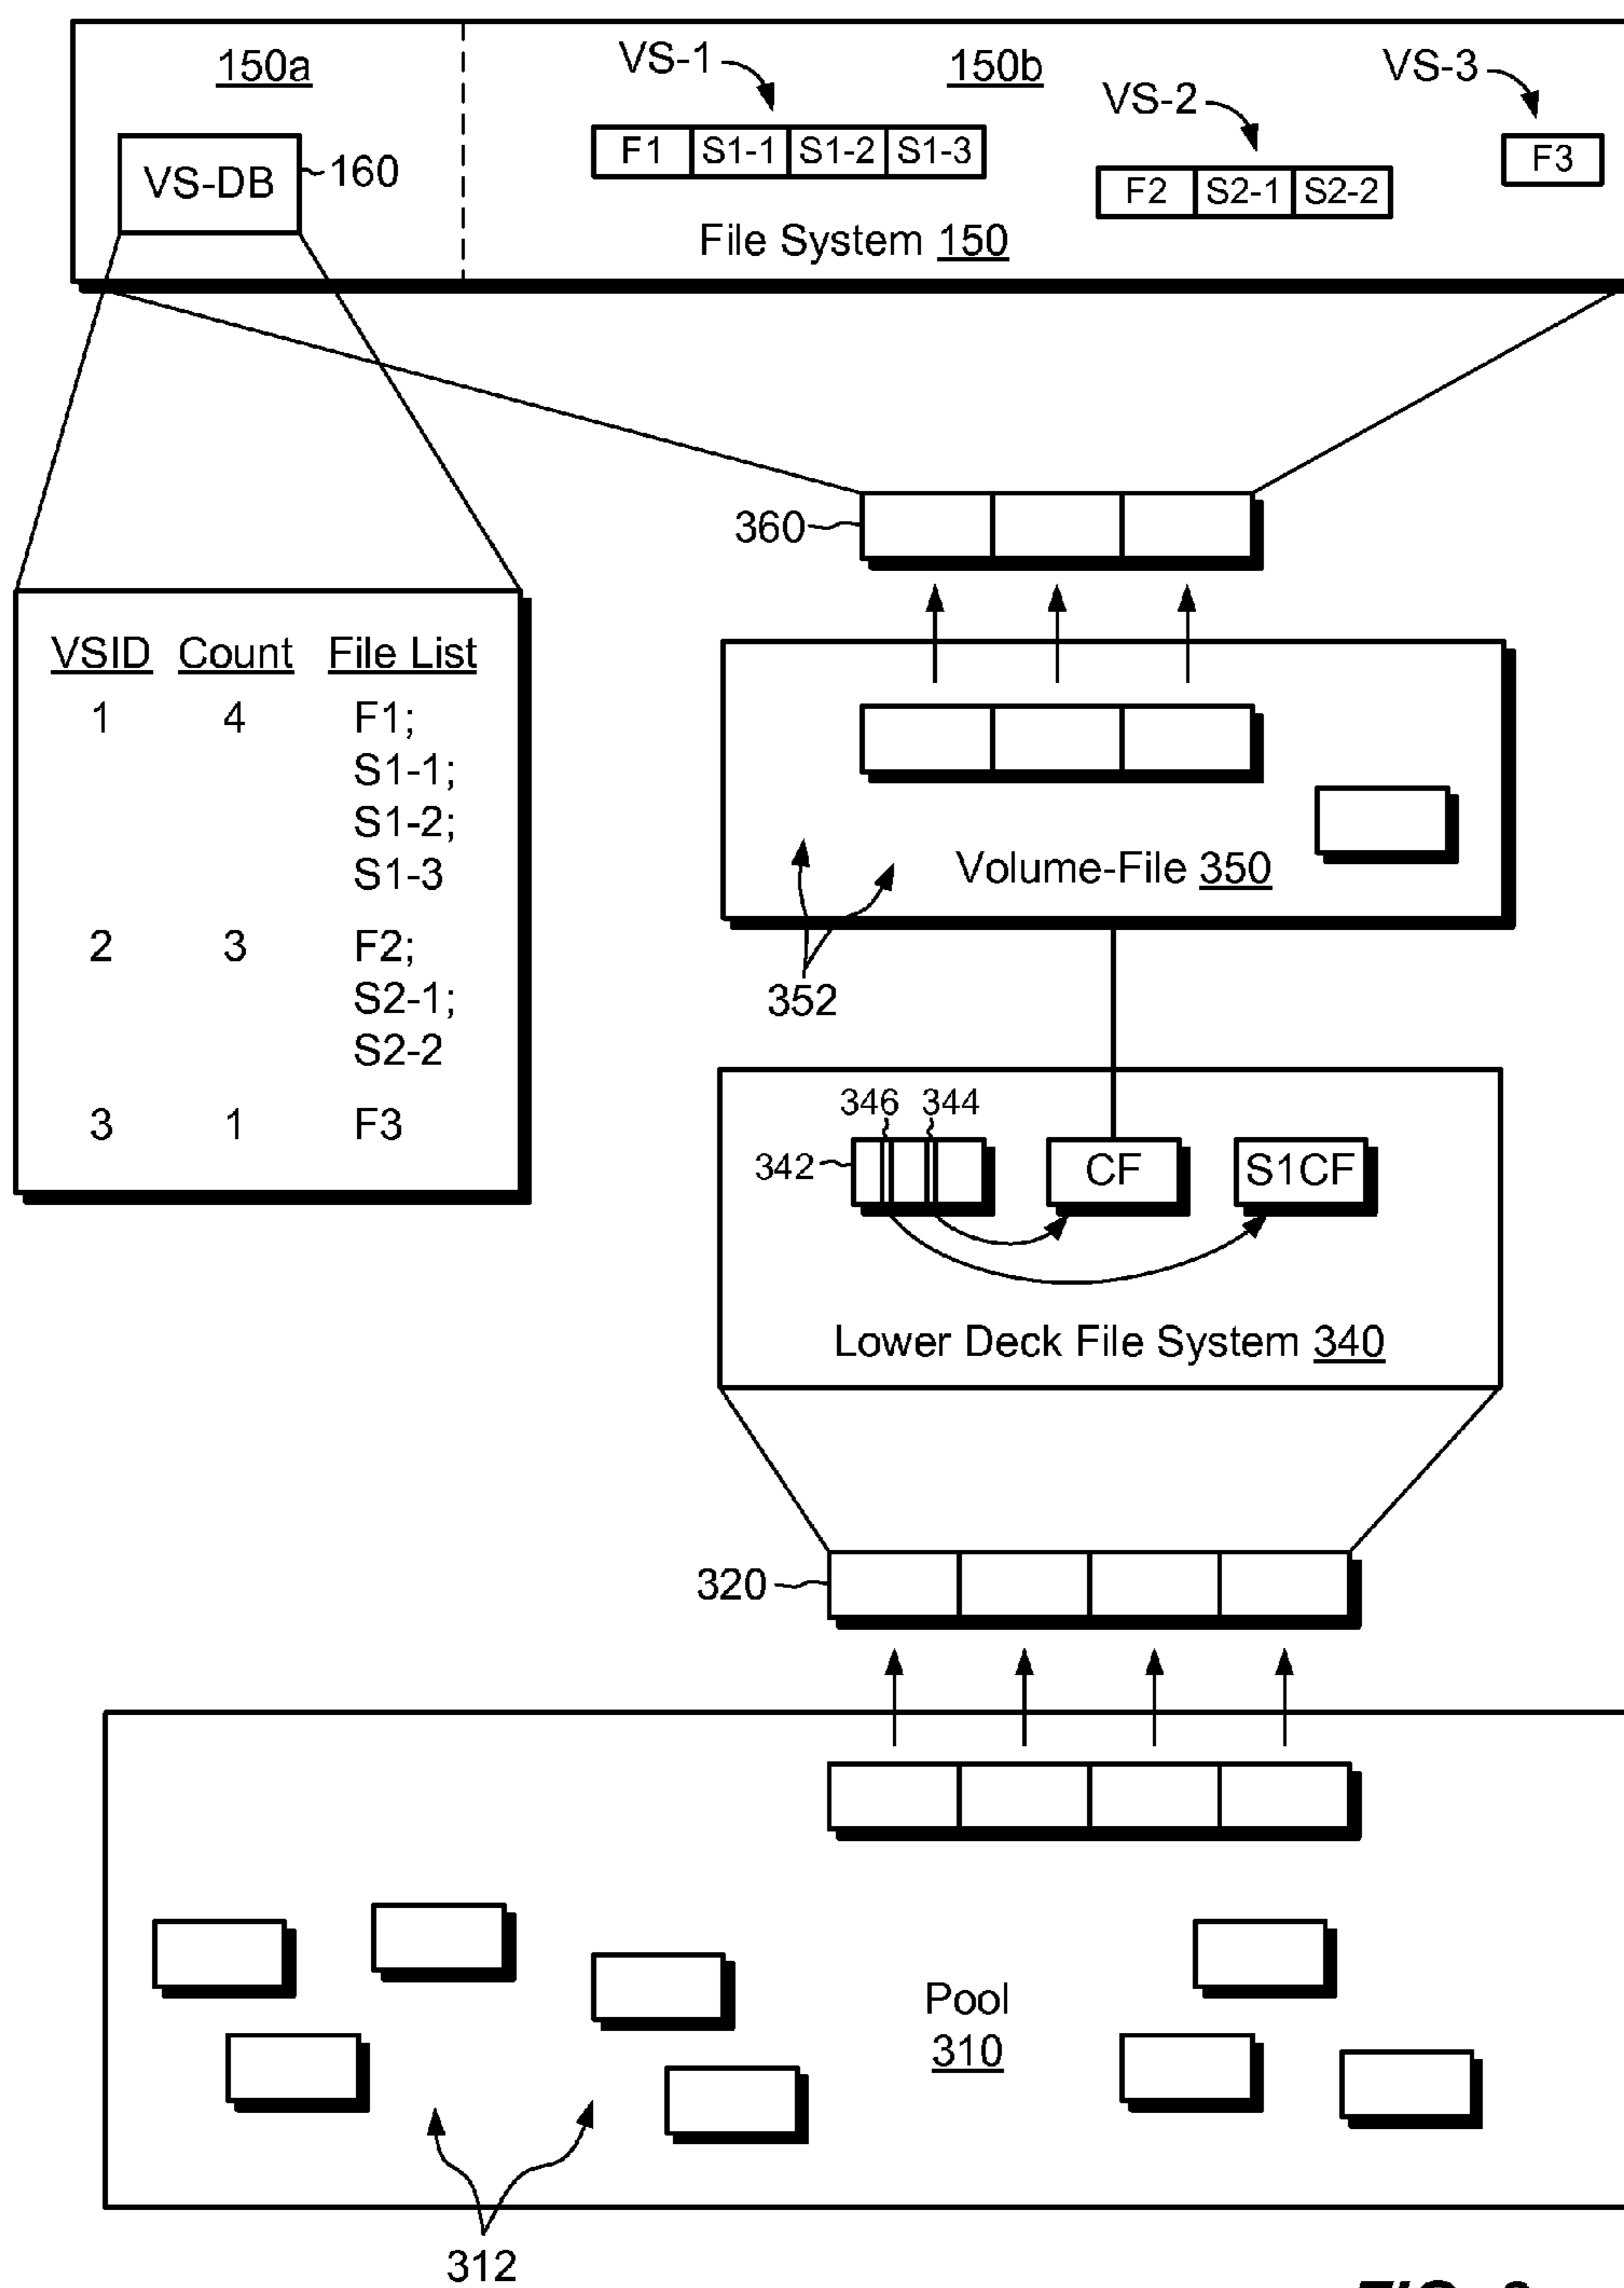 150a
VS-1
150b
VS-2
VS-3
F1 S1-1 S1-2 S1-3
F2 S2-1 S2-2
F3
VS-DB
160
File System 150
360
VSID Count File List
1 4 F1;
S1-1;
S1-2;
S1-3
2 3 F2;
S2-1;
S2-2
3 1 F3
Volume-File 350
352
346 344
342
CF
S1CF
Lower Deck File System 340
320
Pool
310
312